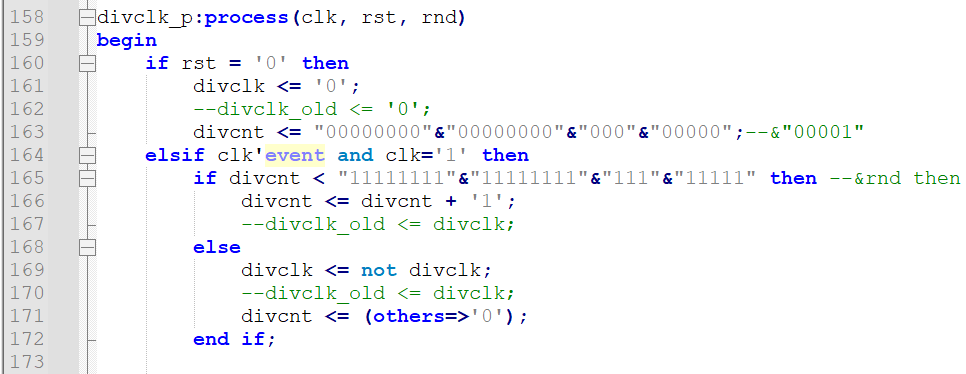 158 divclk_p:process(clk, rst, rnd)
159 begin
160     if rst = '0' then
161         divclk <= '0';
162         --divclk_old <= '0';
163         divcnt <= "00000000"&"00000000"&"000"&"00000";--&"00001"
164     elsif clk'event and clk='1' then
165         if divcnt < "11111111"&"11111111"&"111"&"11111" then --&rnd then
166             divcnt <= divcnt + '1';
167             --divclk_old <= divclk;
168         else
169             divclk <= not divclk;
170             --divclk_old <= divclk;
171             divcnt <= (others=>'0');
172         end if;
173